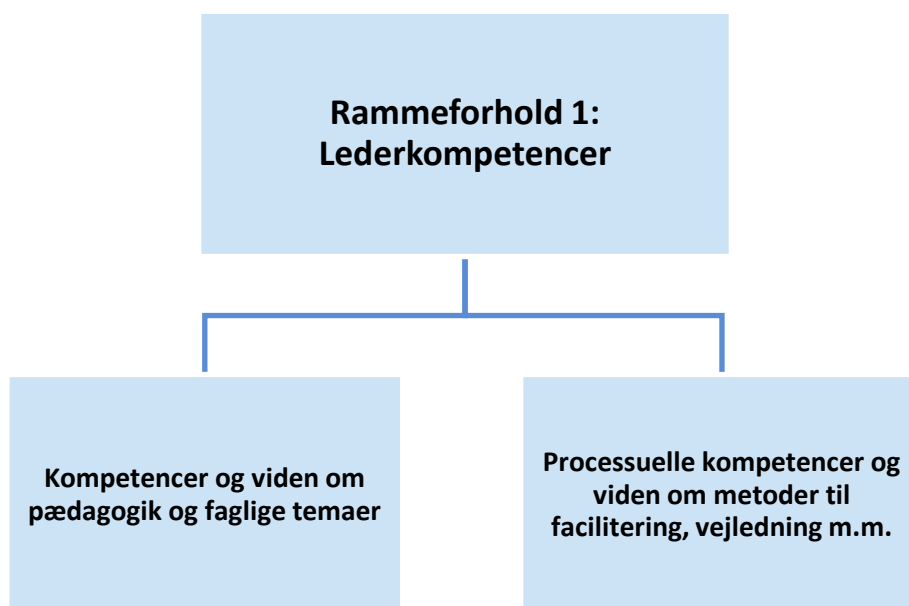 Rammeforhold 1:
Lederkompetencer
Kompetencer og viden om
pædagogik og faglige temaer
Processuelle kompetencer og
viden om metoder til
facilitering, vejledning m.m.